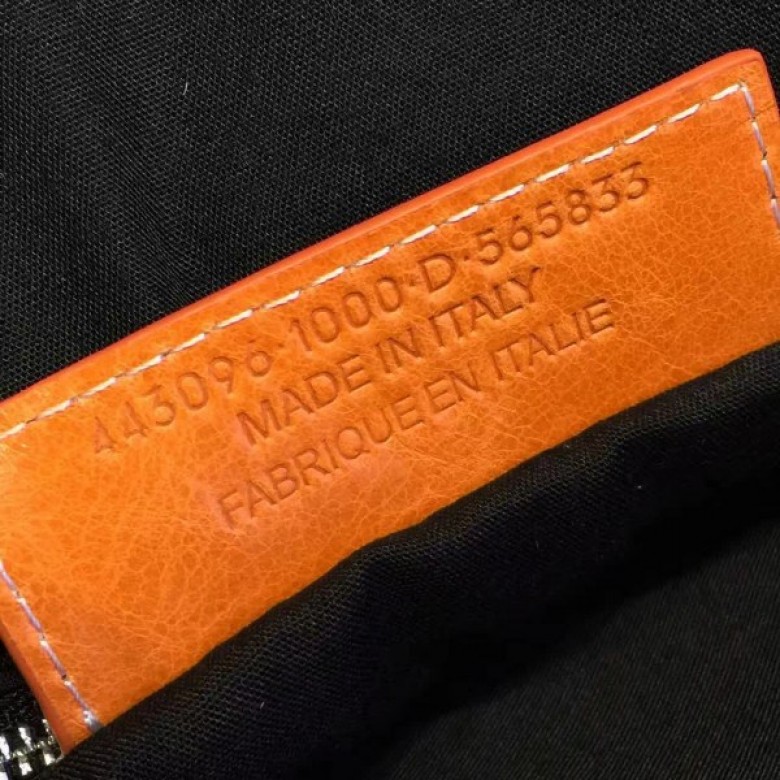 443096·1000·D·565833
MADE IN ITALY
FABRIQUE EN ITALIE